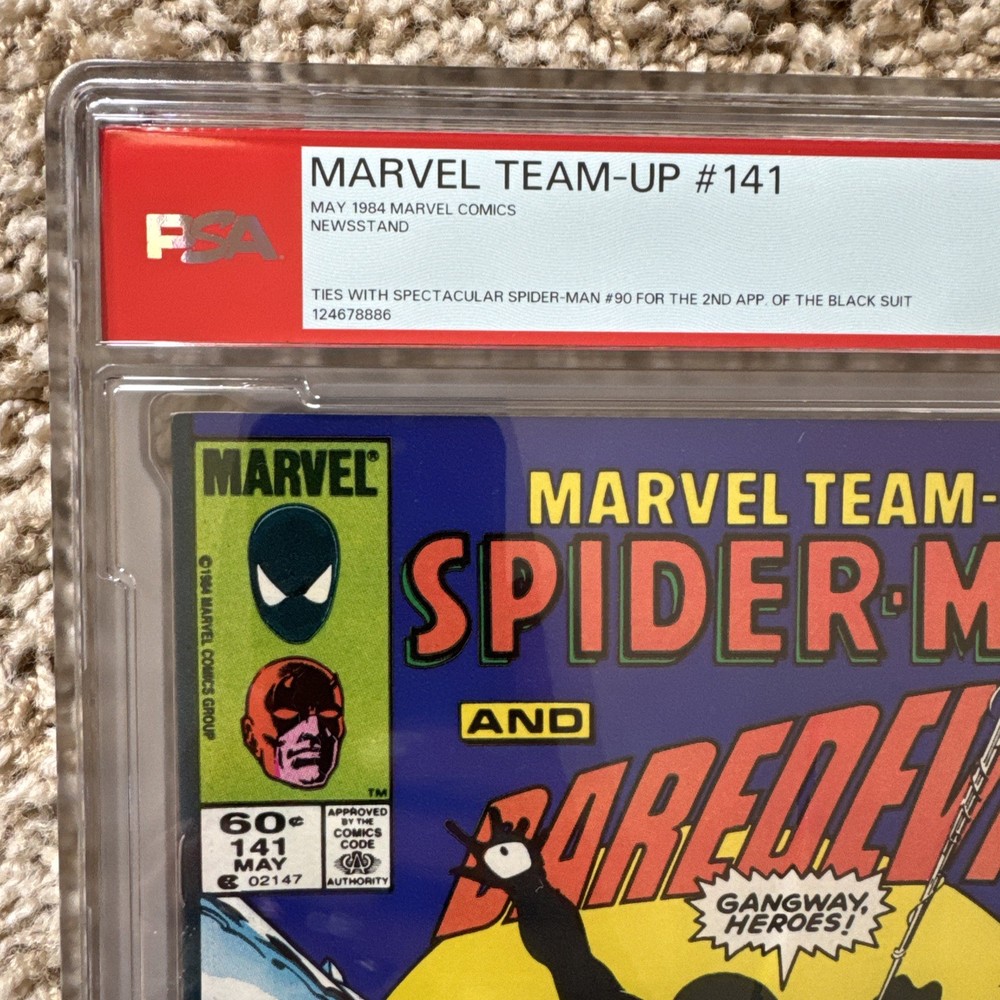 MARVEL TEAM-UP #141
MAY 1984 MARVEL COMICS
NEWSSTAND
PSA
TIES WITH SPECTACULAR SPIDER-MAN #90 FOR THE 2ND APP. OF THE BLACK SUIT
124678886
MARVEL®
©1984 MARVEL COMICS GROUP
TM
MARVEL TEAM-
SPIDER-M
AND
DAREDEV
60¢
141
MAY
02147
APPROVED
BY THE
COMICS
CODE
AUTHORITY
GANGWAY,
HEROES!